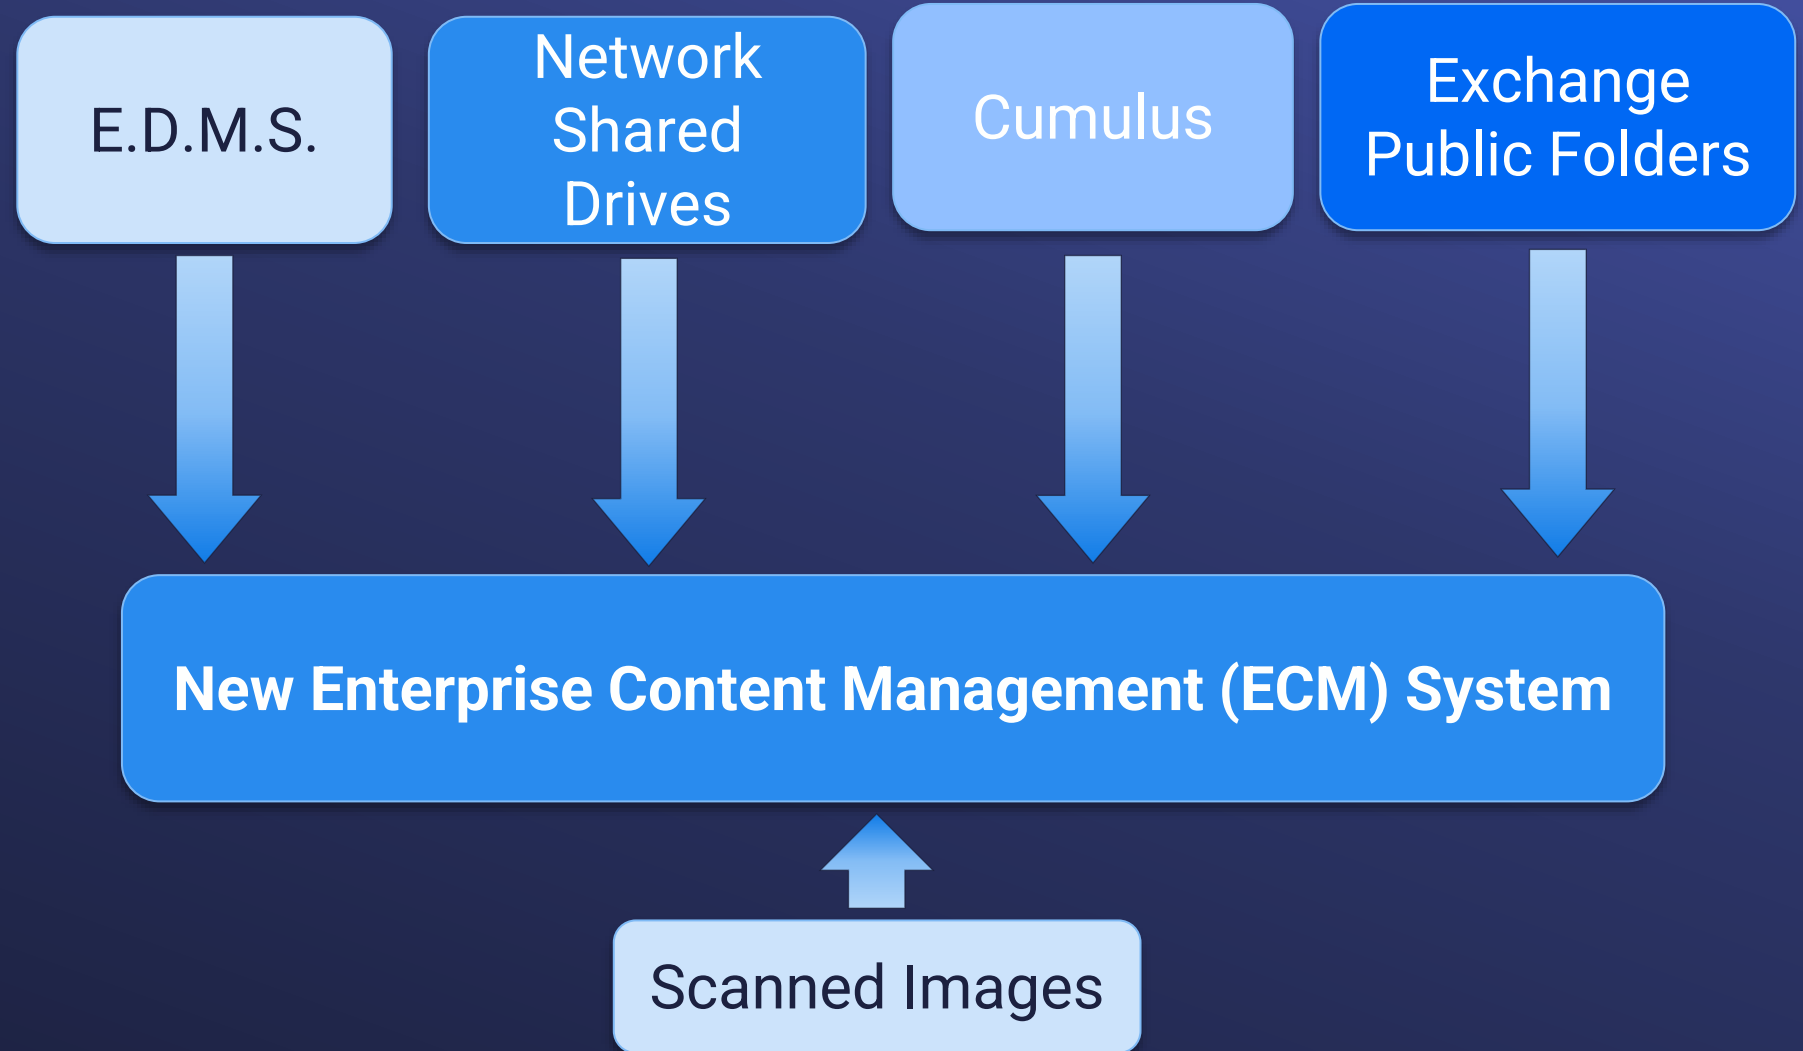 E.D.M.S.
Network
Shared
Drives
Cumulus
Exchange
Public Folders
New Enterprise Content Management (ECM) System
Scanned Images